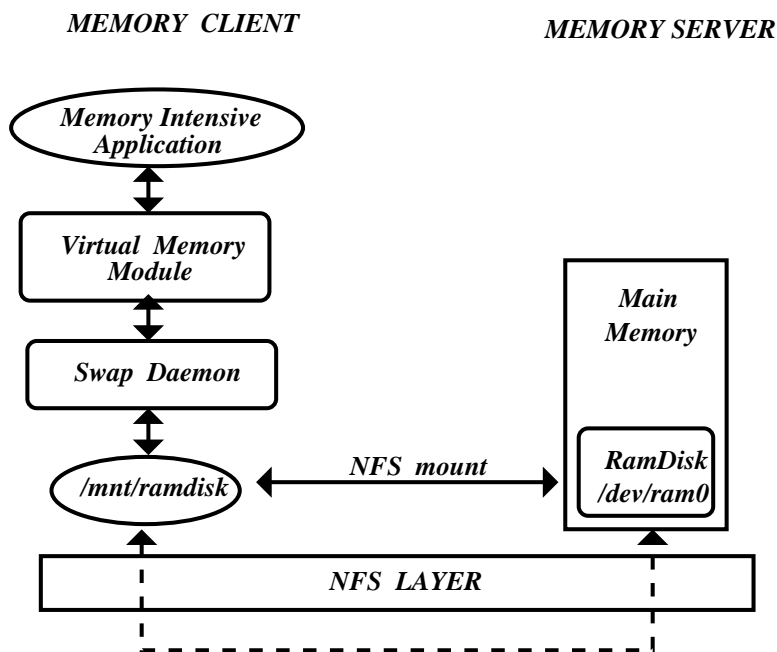 MEMORY CLIENT
MEMORY SERVER
Memory Intensive
Application
Virtual Memory
Module
Main
Memory
Swap Daemon
NFS mount
RamDisk
/mnt/ramdisk
/dev/ram0
NFS LAYER